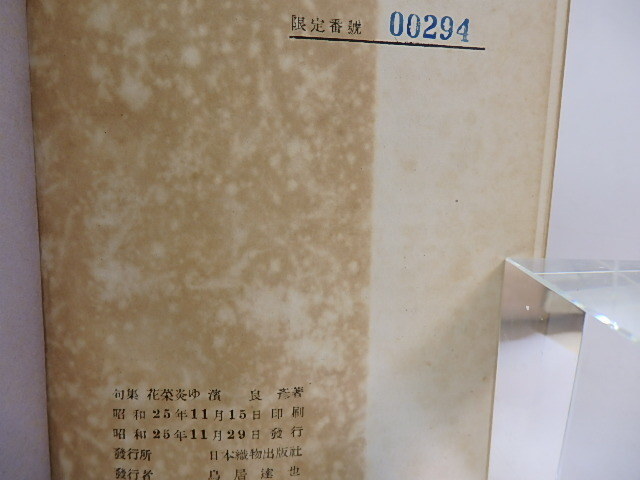 限定番號 00294
句集 花榮炎ゆ 濱 良彥著
昭和25年11月15日印刷
昭和25年11月29日發行
發行所 日本織物出版社
發行者 鳥居達也